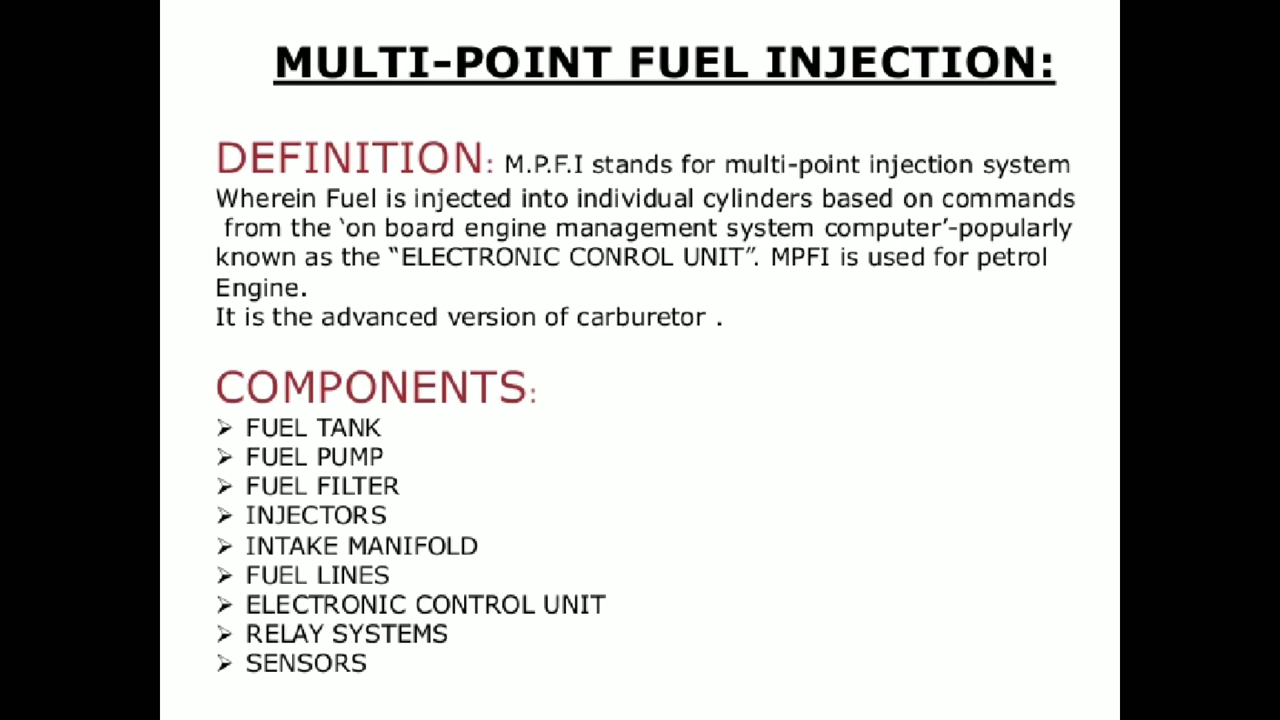 MULTI-POINT FUEL INJECTION:
DEFINITION: M.P.F.I stands for multi-point injection system
Wherein Fuel is injected into individual cylinders based on commands
from the ‘on board engine management system computer’-popularly
known as the “ELECTRONIC CONROL UNIT”. MPFI is used for petrol
Engine.
It is the advanced version of carburetor .
COMPONENTS:
➢ FUEL TANK
➢ FUEL PUMP
➢ FUEL FILTER
➢ INJECTORS
➢ INTAKE MANIFOLD
➢ FUEL LINES
➢ ELECTRONIC CONTROL UNIT
➢ RELAY SYSTEMS
➢ SENSORS